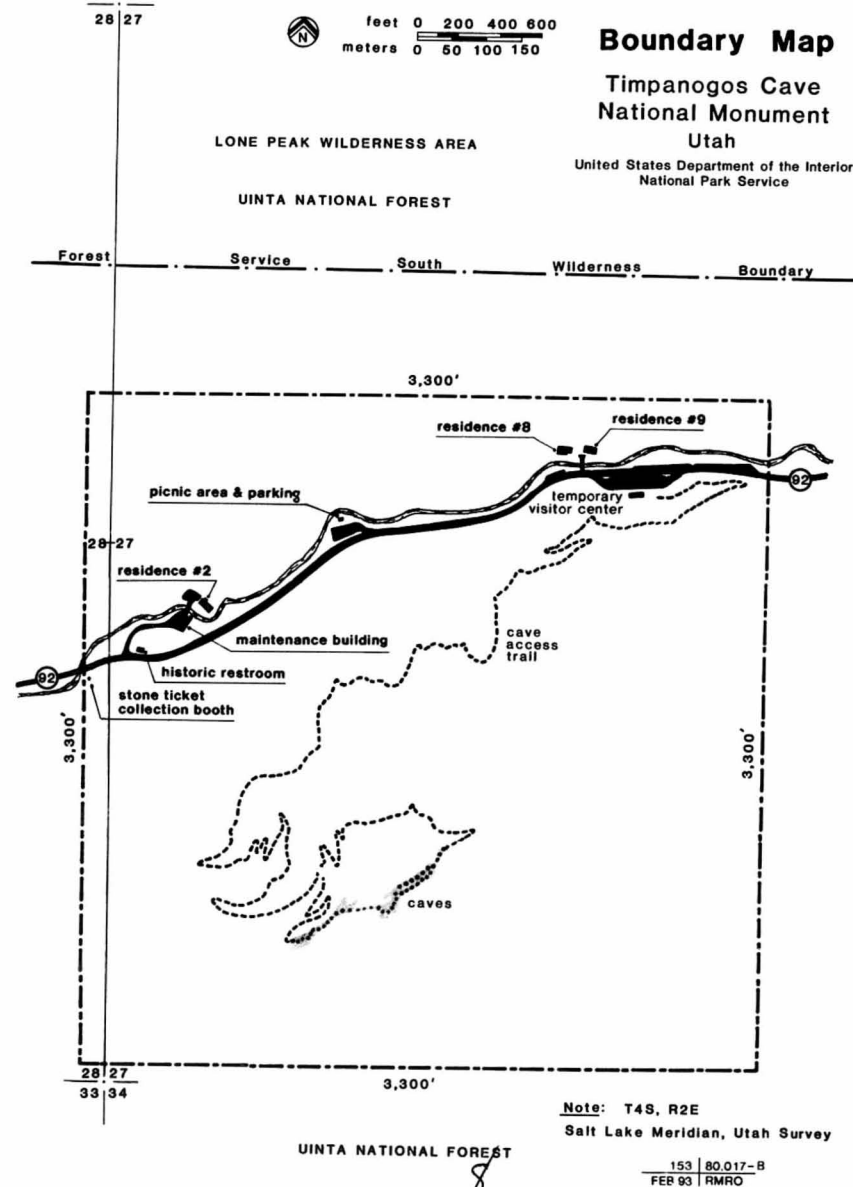 28 27
N
feet 0 200 400 600
meters 0 50 100 150
Boundary Map
Timpanogos Cave
National Monument
Utah
United States Department of the Interior
National Park Service
LONE PEAK WILDERNESS AREA
UINTA NATIONAL FOREST
Forest Service South Wilderness Boundary
3,300'
residence #8
residence #9
92
picnic area & parking
temporary
visitor center
28 27
residence #2
maintenance building
cave
access
trail
historic restroom
92
stone ticket
collection booth
3,300'
3,300'
caves
28 27
33 34
3,300'
Note: T4S, R2E
Salt Lake Meridian, Utah Survey
UINTA NATIONAL FOREST
8
153 80.017-B
FEB 93 RMRO